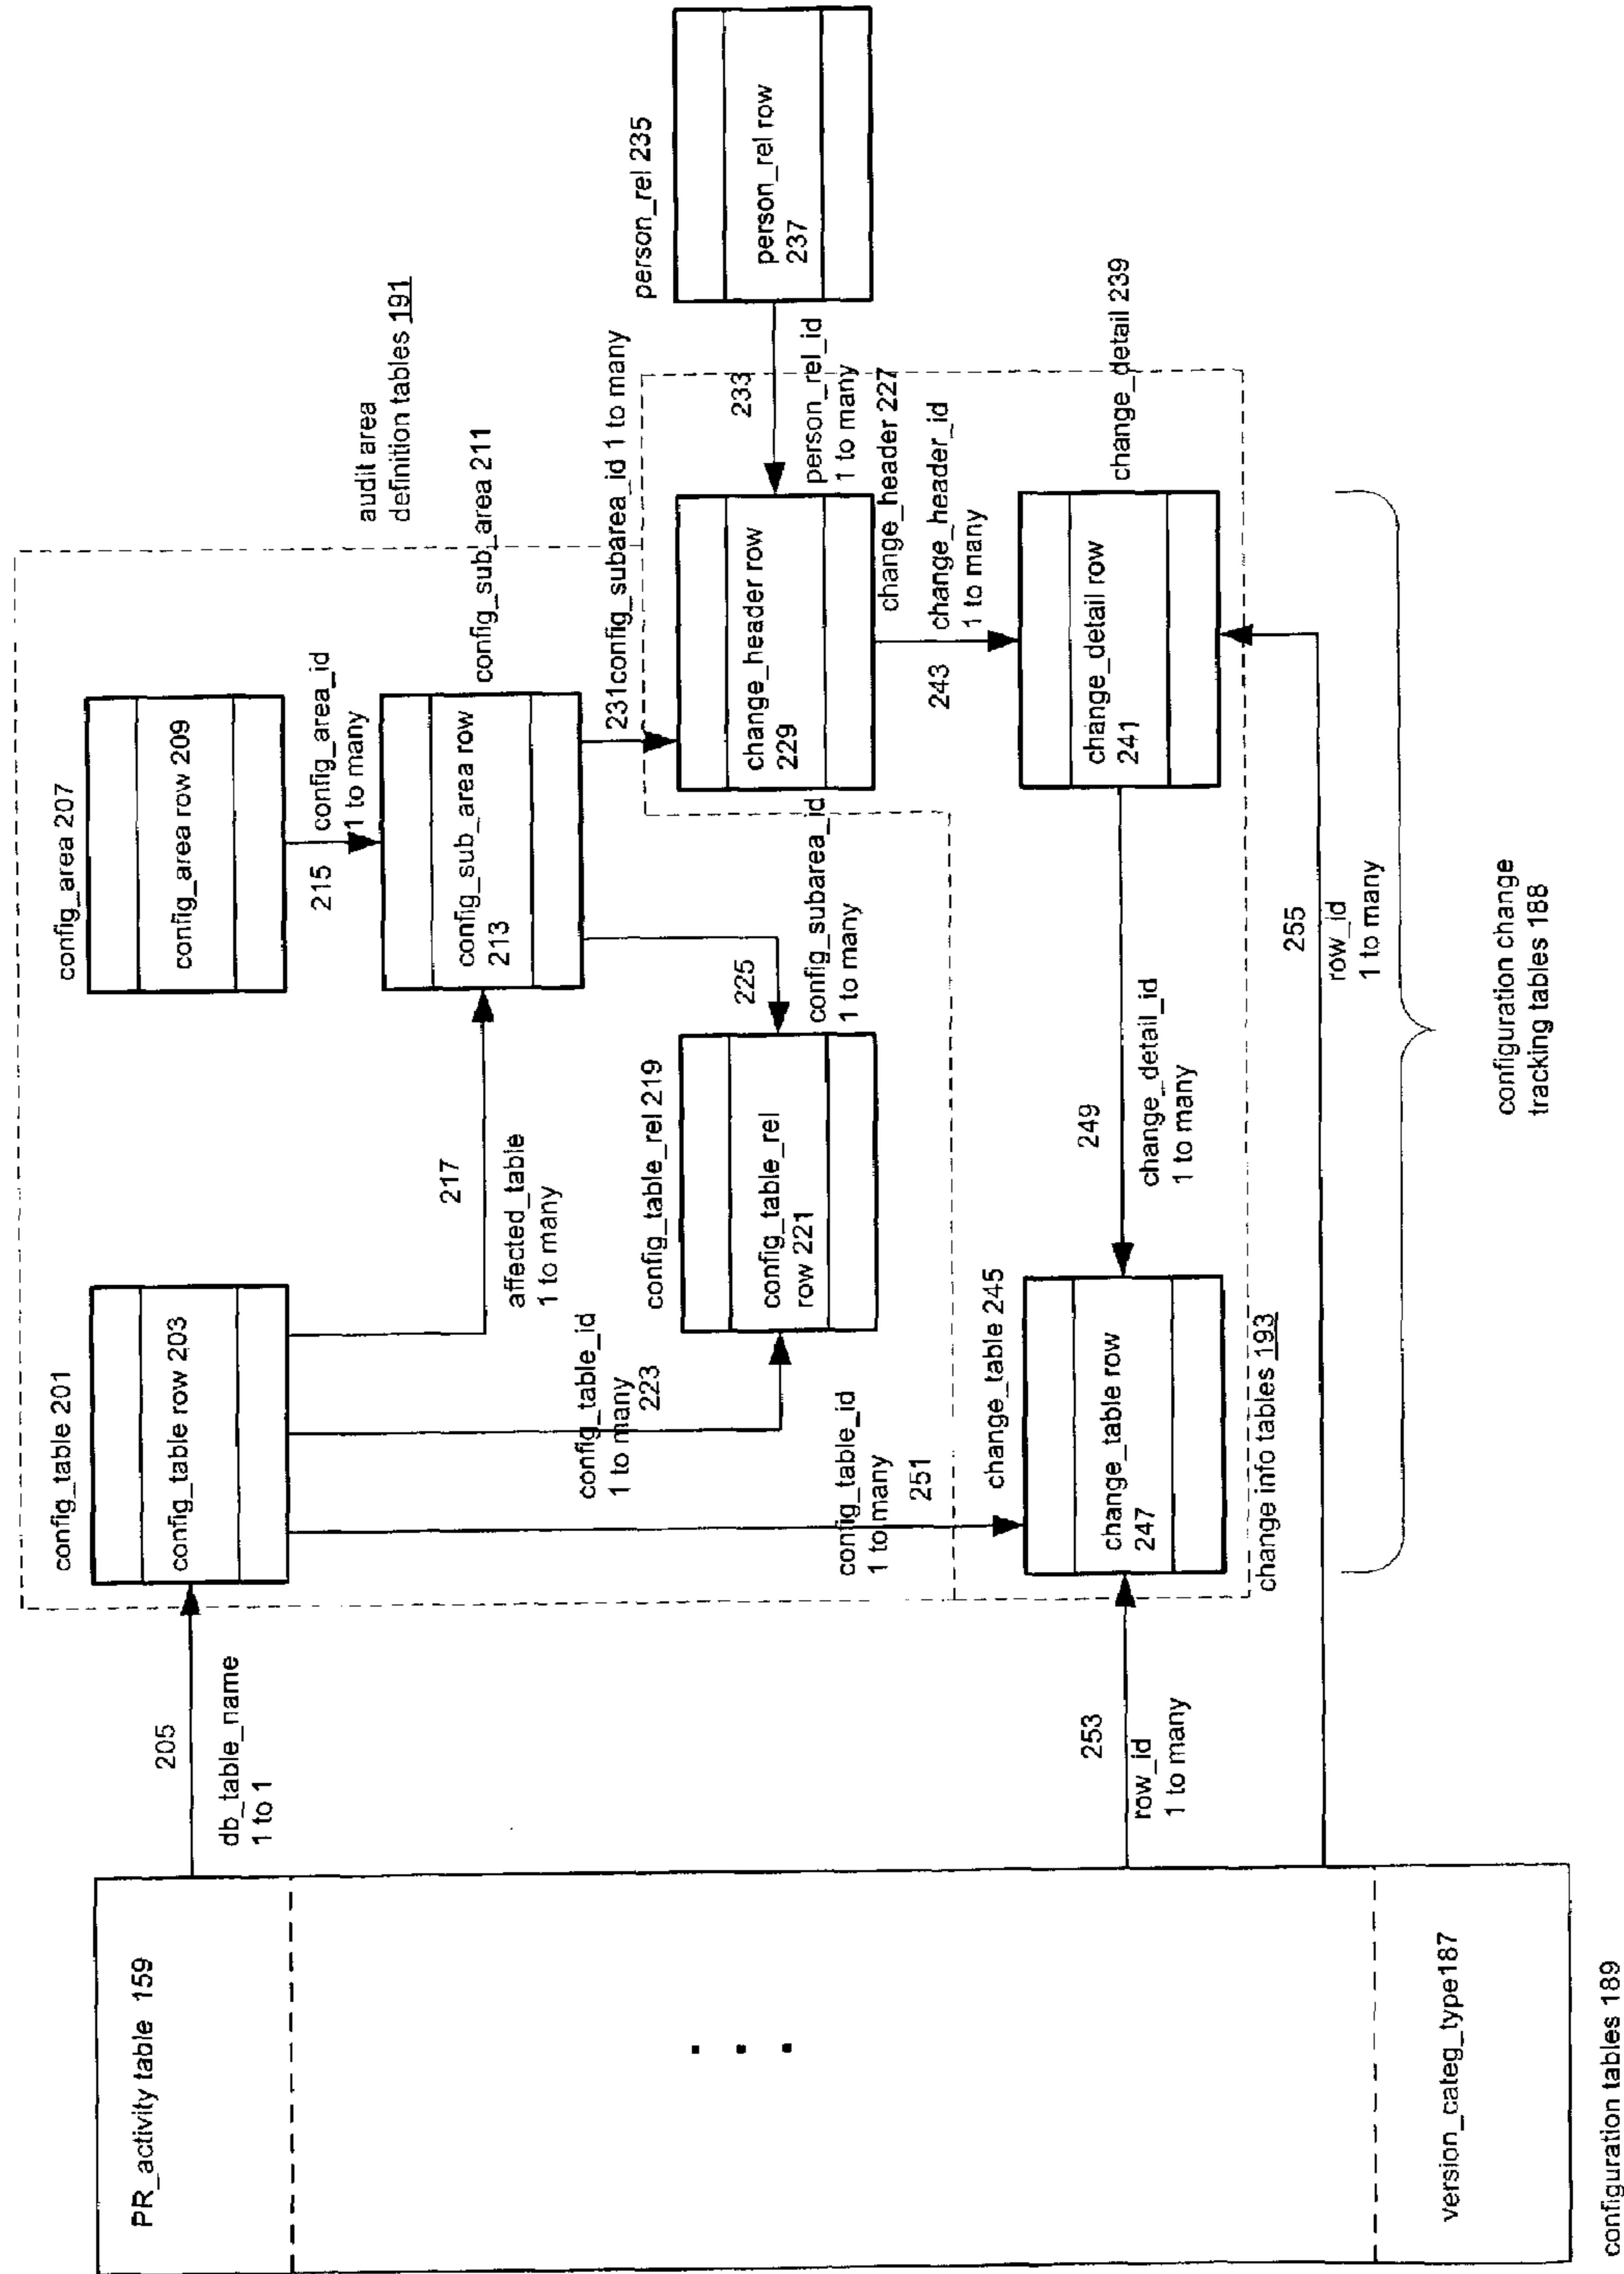 PR_activity table 159
. . .
version_categ_type187
configuration tables 189
205
db_table_name
1 to 1
253
row_id
1 to many
config_table 201
config_table row 203
config_table_id
1 to many
223
config_table_id
1 to many
251
change_table 245
change_table row
247
change info tables 193
217
affected_table
1 to many
config_table_rel 219
config_table_rel
row 221
249
change_detail_id
1 to many
config_area 207
config_area row 209
215
config_area_id
1 to many
config_sub_area 211
config_sub_area row
213
225
config_subarea_id
1 to many
audit area
definition tables 191
231config_subarea_id 1 to many
change_header row
229
change_header 227
243
change_header_id
1 to many
change_detail row
241
change_detail 239
255
row_id
1 to many
person_rel 235
person_rel row
237
233
person_rel_id
1 to many
configuration change
tracking tables 188